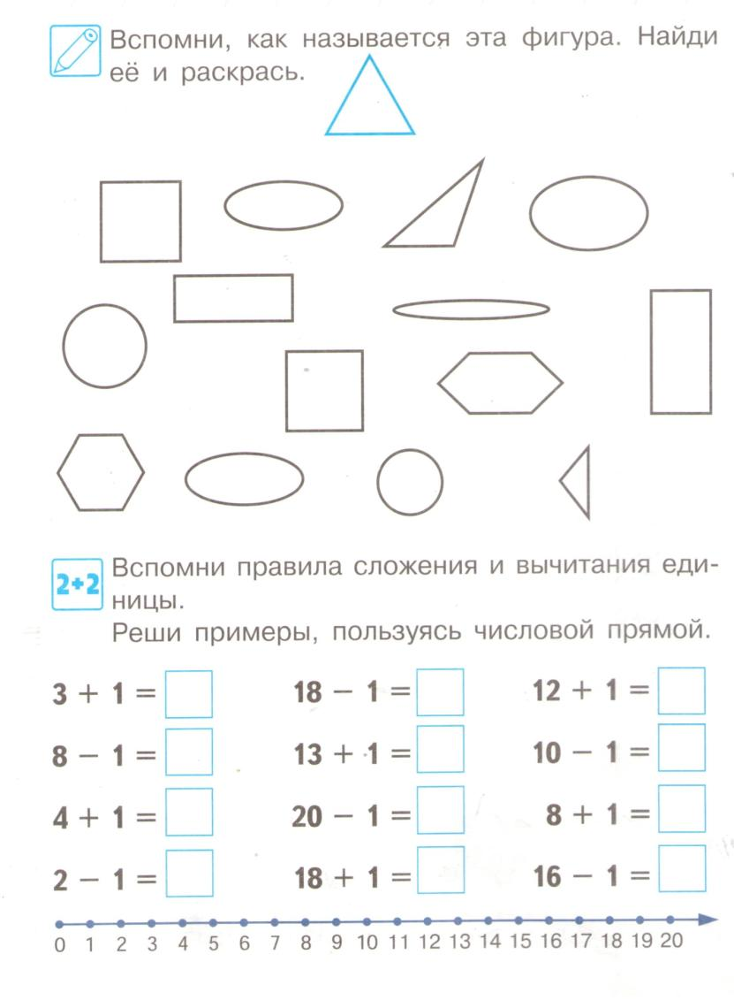 Вспомни, как называется эта фигура. Найди
её и раскрась.
2+2
Вспомни правила сложения и вычитания еди-
ницы.
Реши примеры, пользуясь числовой прямой.
3 + 1 = 18 − 1 = 12 + 1 =
8 − 1 = 13 + 1 = 10 − 1 =
4 + 1 = 20 − 1 = 8 + 1 =
2 − 1 = 18 + 1 = 16 − 1 =
0 1 2 3 4 5 6 7 8 9 10 11 12 13 14 15 16 17 18 19 20